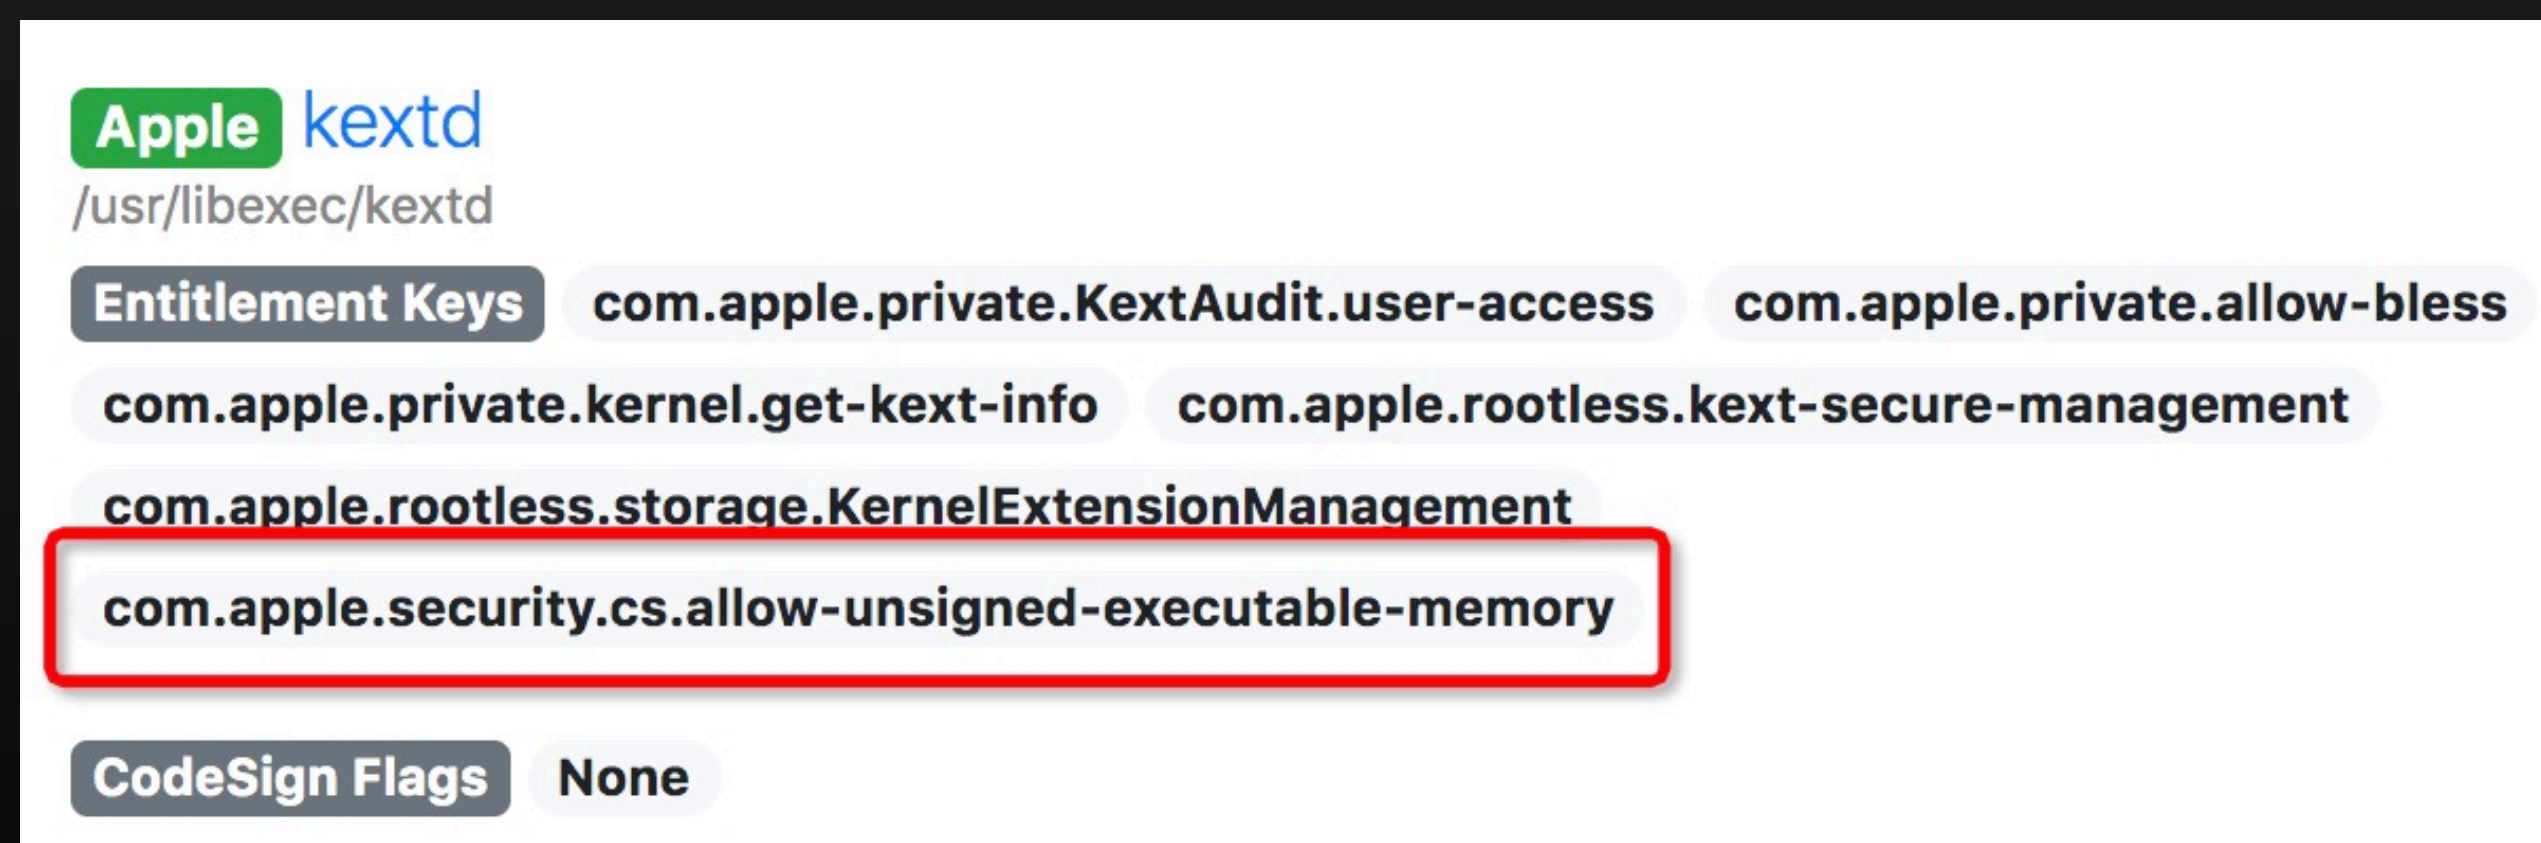 Apple kextd
/usr/libexec/kextd
Entitlement Keys com.apple.private.KextAudit.user-access com.apple.private.allow-bless
com.apple.private.kernel.get-kext-info com.apple.rootless.kext-secure-management
com.apple.rootless.storage.KernelExtensionManagement
com.apple.security.cs.allow-unsigned-executable-memory
CodeSign Flags None